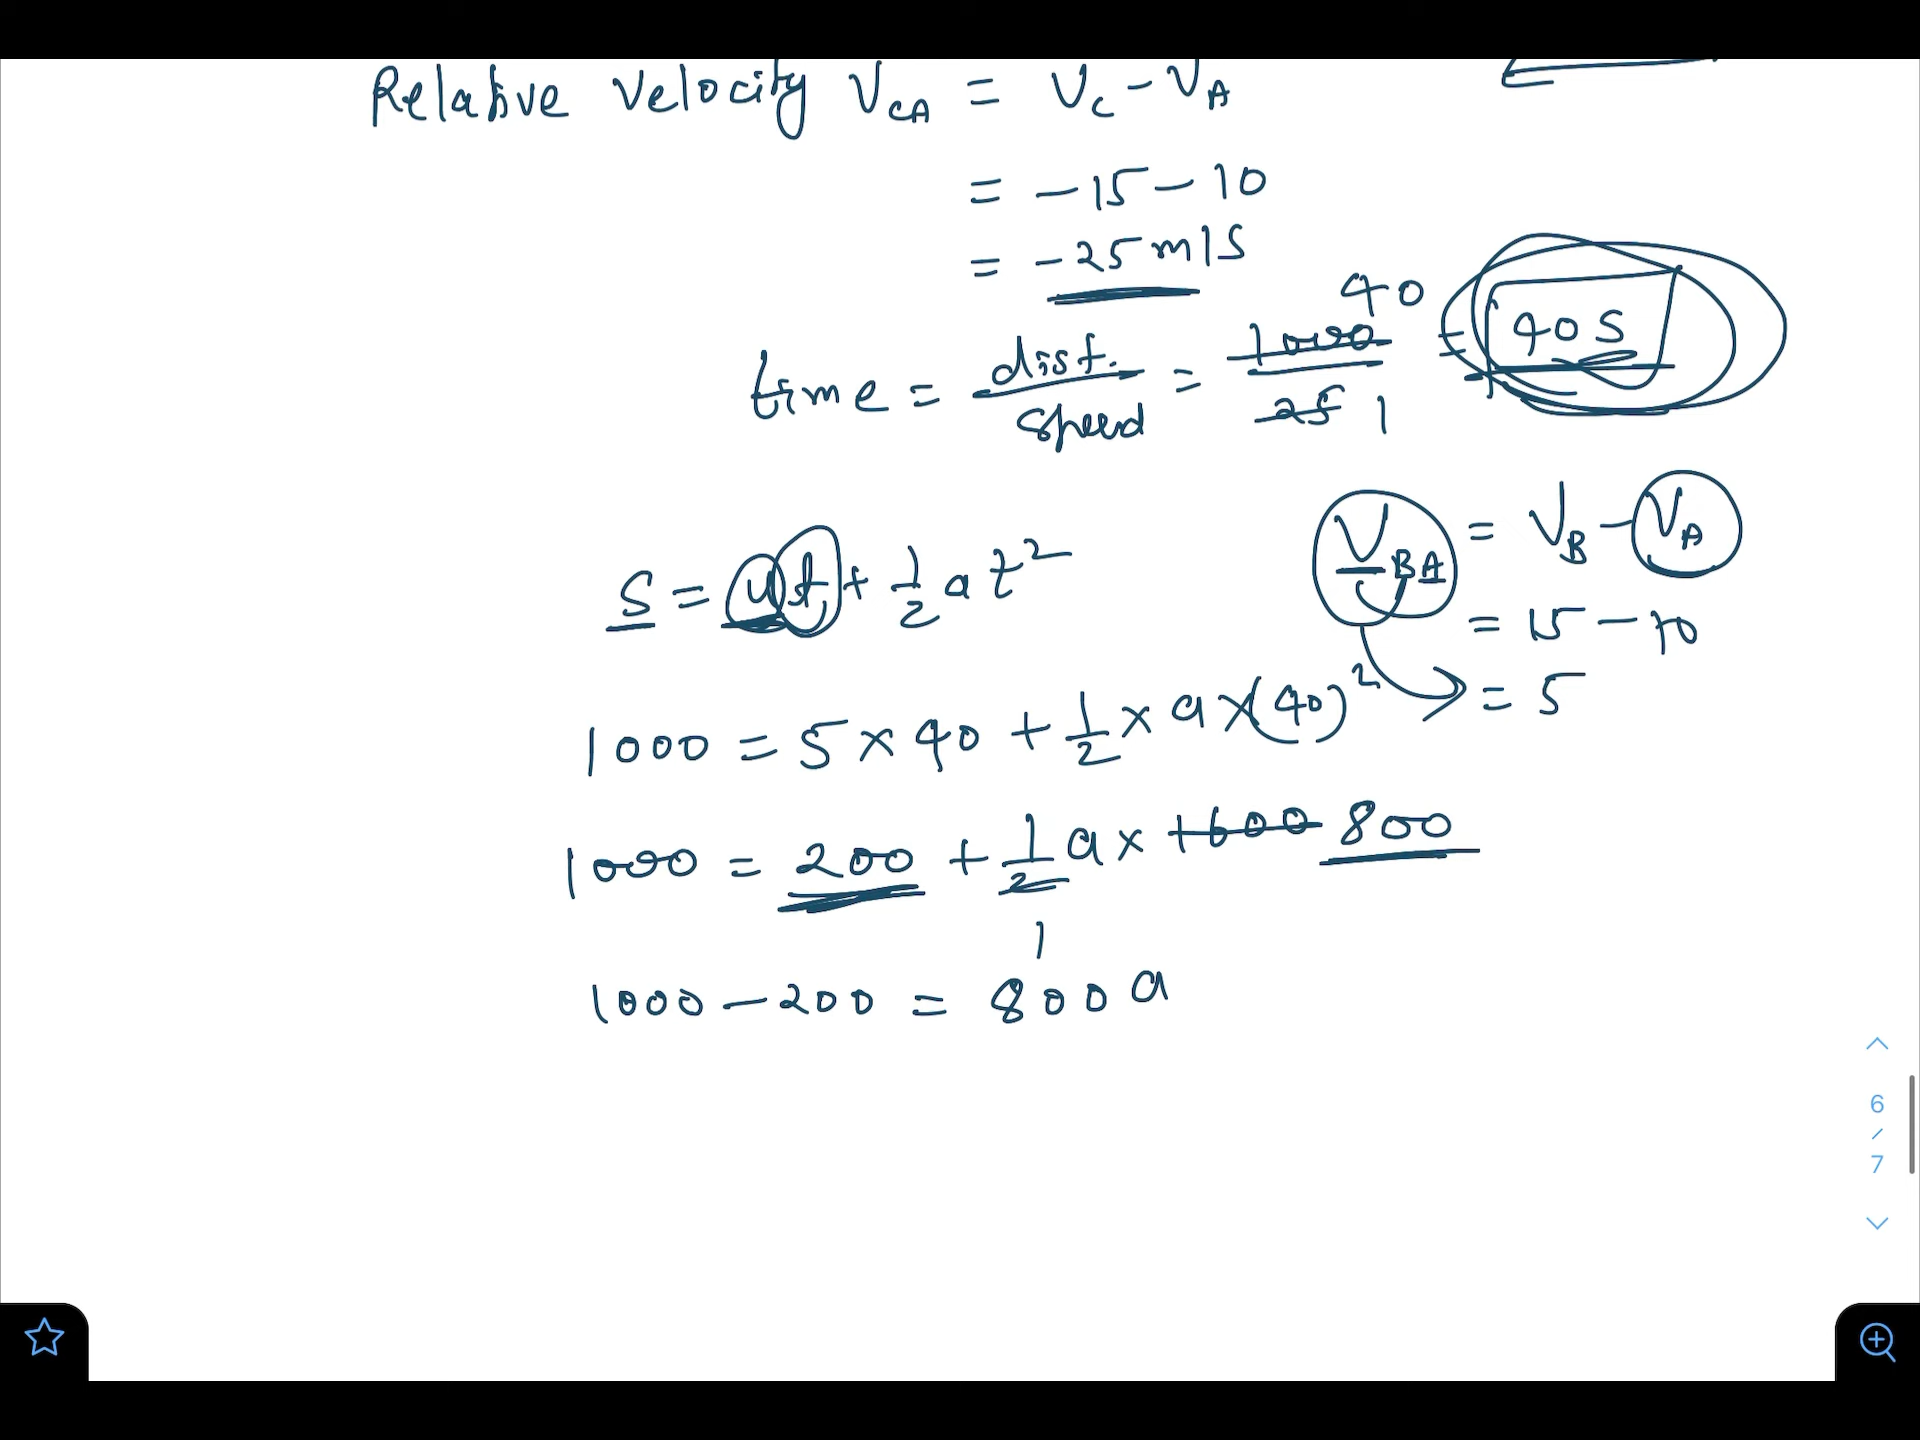 Relative Velocity V_CA = V_C - V_A
= -15 - 10
= -25 m/s
time = dist./speed = 1000/25 40 1 = 40 S
S = ut + 1/2 a t^2
V_BA = V_B - V_A
= 15 - 10
= 5
1000 = 5 × 40 + 1/2 × a × (40)^2
1000 = 200 + 1/2 a × 1600 800
1
1000 - 200 = 800 a
6
/
7